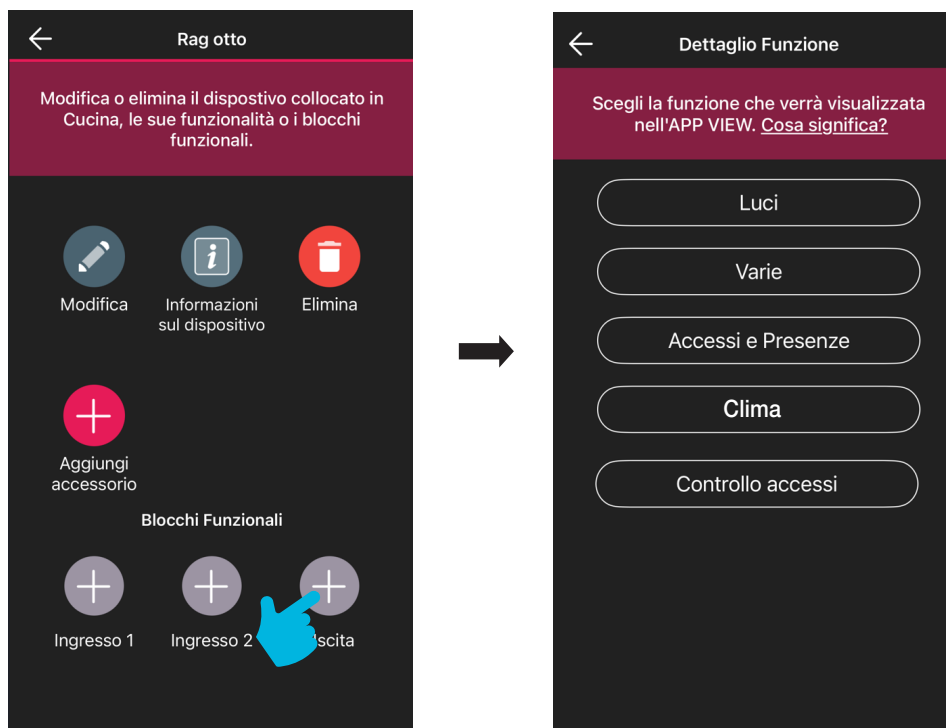 Rag otto
Modifica o elimina il dispostivo collocato in
Cucina, le sue funzionalità o i blocchi
funzionali.
Modifica
Informazioni
sul dispositivo
Elimina
Aggiungi
accessorio
Blocchi Funzionali
Ingresso 1
Ingresso 2
scita
Dettaglio Funzione
Scegli la funzione che verrà visualizzata
nell'APP VIEW. Cosa significa?
Luci
Varie
Accessi e Presenze
Clima
Controllo accessi